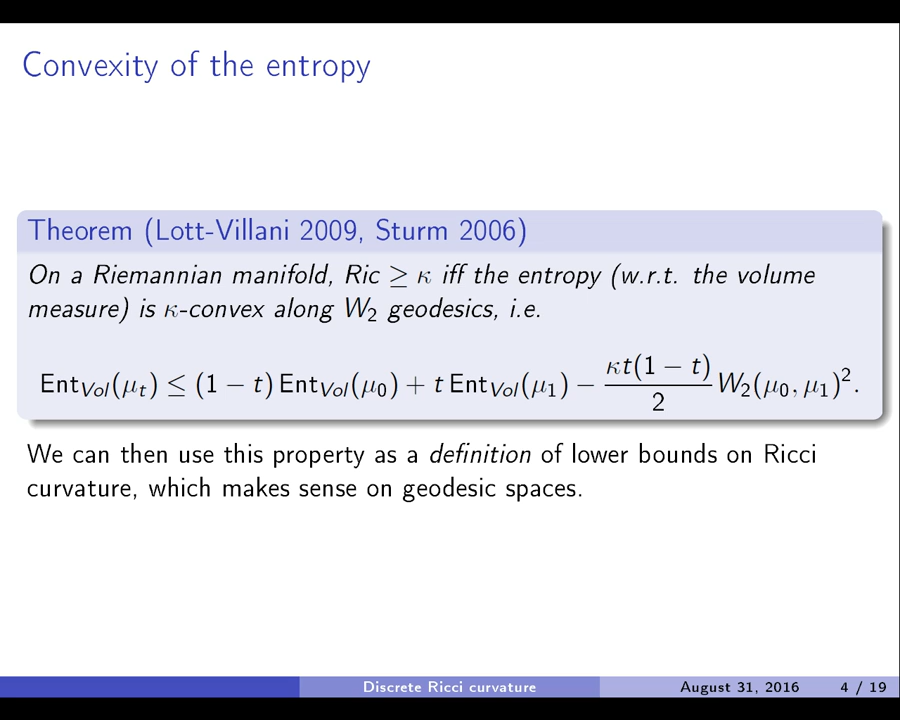 Convexity of the entropy
Theorem (Lott-Villani 2009, Sturm 2006)
On a Riemannian manifold, Ric ≥ κ iff the entropy (w.r.t. the volume
measure) is κ-convex along W₂ geodesics, i.e.
Ent_Vol(μ_t) ≤ (1 − t) Ent_Vol(μ₀) + t Ent_Vol(μ₁) − κt(1 − t)/2 W₂(μ₀, μ₁)².
We can then use this property as a definition of lower bounds on Ricci
curvature, which makes sense on geodesic spaces.
Discrete Ricci curvature August 31, 2016 4 / 19